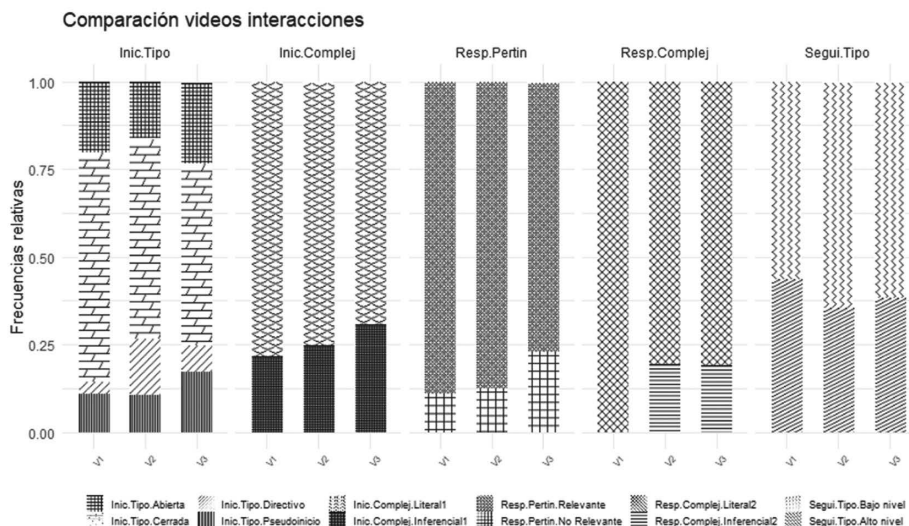 Comparación videos interacciones
Inic.Tipo Inic.Complej Resp.Pertin Resp.Complej Segui.Tipo
Frecuencias relativas
1.00
0.75
0.50
0.25
0.00
V1 V2 V3 V1 V2 V3 V1 V2 V3 V1 V2 V3 V1 V2 V3
Inic.Tipo.Abierta Inic.Tipo.Directivo Inic.Complej.Literal1 Resp.Pertin.Relevante Resp.Complej.Literal2 Segui.Tipo.Bajo nivel
Inic.Tipo.Cerrada Inic.Tipo.Pseudoinicio Inic.Complej.Inferencial1 Resp.Pertin.No Relevante Resp.Complej.Inferencial2 Segui.Tipo.Alto nivel